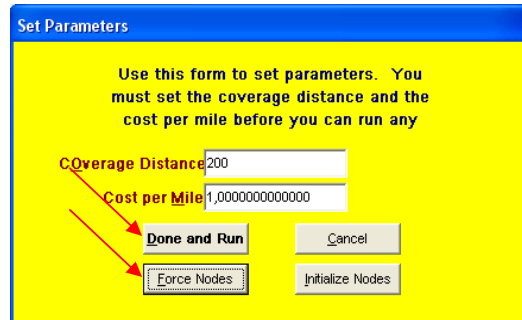 Set Parameters
Use this form to set parameters. You
must set the coverage distance and the
cost per mile before you can run any
COverage Distance 200
Cost per Mile 1,0000000000000
Done and Run Cancel
Force Nodes Initialize Nodes